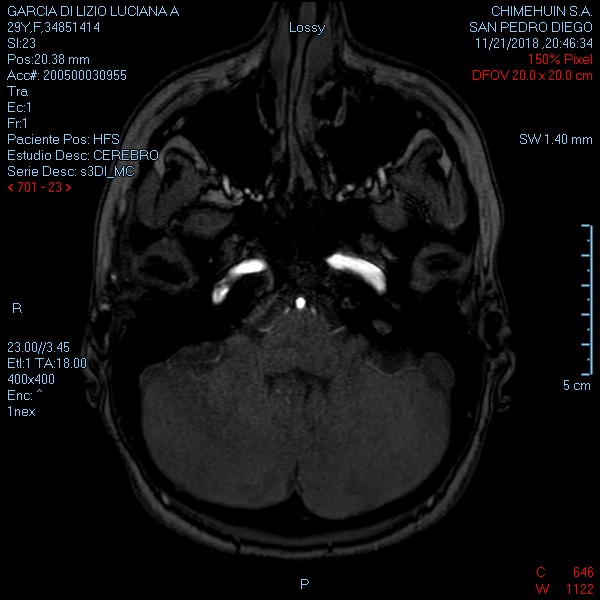 GARCIA DI LIZIO LUCIANA A
29Y,F,34851414
Sl:23
Pos:20.38 mm
Acc#: 200500030955
Tra
Ec:1
Fr:1
Paciente Pos: HFS
Estudio Desc: CEREBRO
Serie Desc: s3DI_MC
< 701 - 23 >
Lossy
CHIMEHUIN S.A.
SAN PEDRO DIEGO
11/21/2018 ,20:46:34
150% Pixel
DFOV 20.0 x 20.0 cm
SW 1.40 mm
R
23.00//3.45
Etl:1 TA:18.00
400x400
Enc: ^
1nex
5 cm
P
C 646
W 1122